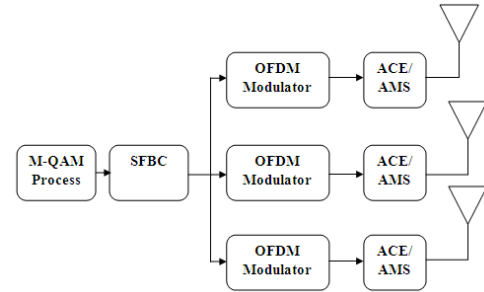 OFDM
Modulator
ACE/
AMS
M-QAM
Process
SFBC
OFDM
Modulator
ACE/
AMS
OFDM
Modulator
ACE/
AMS